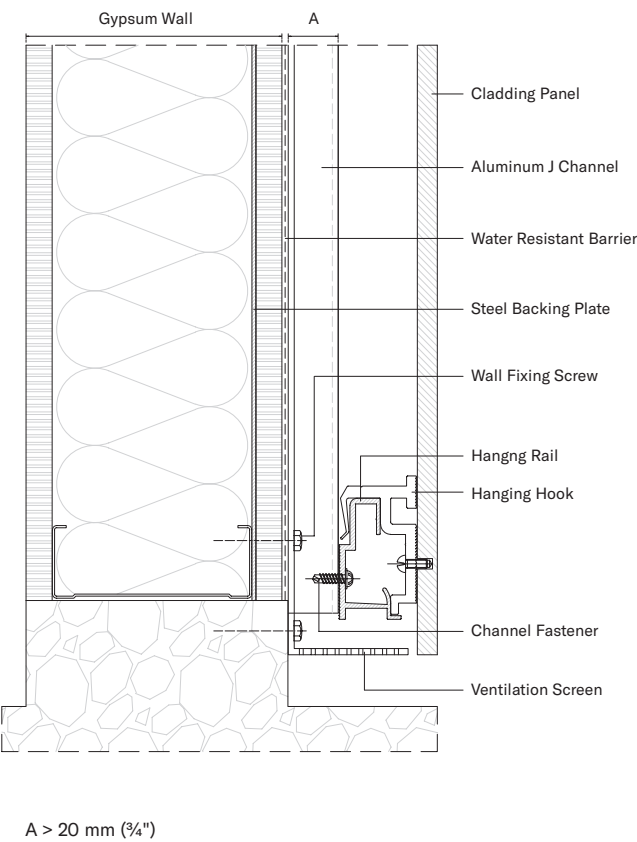 Gypsum Wall
A
Cladding Panel
Aluminum J Channel
Water Resistant Barrier
Steel Backing Plate
Wall Fixing Screw
Hangng Rail
Hanging Hook
Channel Fastener
Ventilation Screen
A > 20 mm (¾")